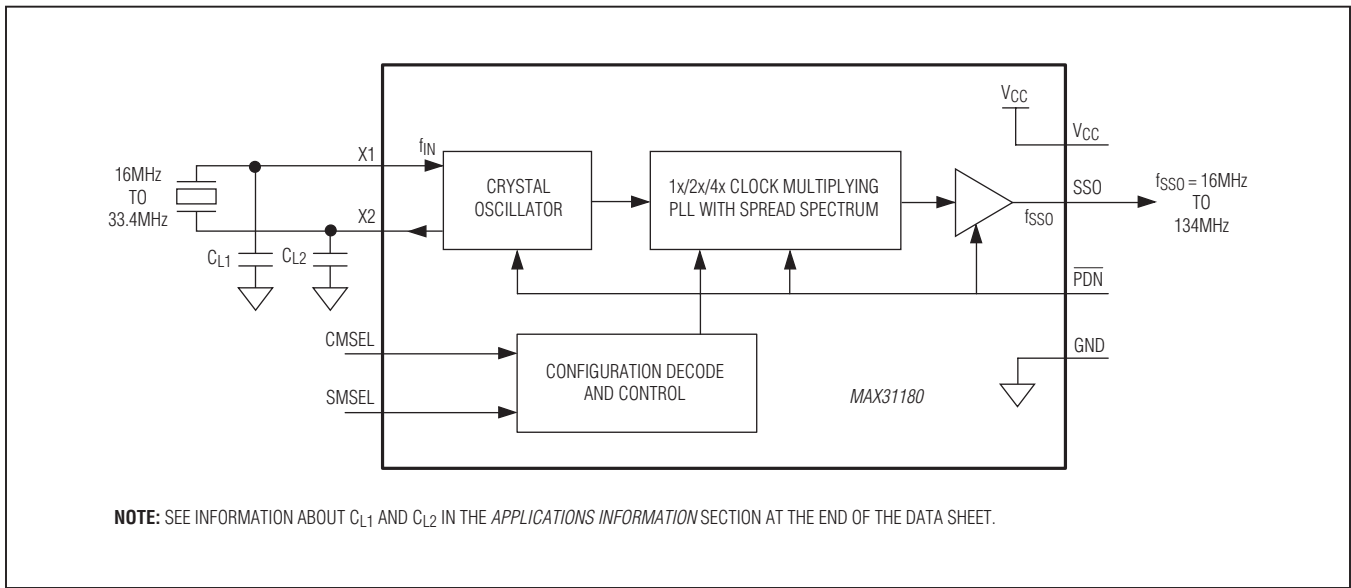 VCC
VCC
X1
fIN
16MHz
TO
33.4MHz
CRYSTAL
OSCILLATOR
1x/2x/4x CLOCK MULTIPLYING
PLL WITH SPREAD SPECTRUM
SSO
fSSO
fSSO = 16MHz
TO
134MHz
X2
CL1
CL2
PDN
CMSEL
SMSEL
CONFIGURATION DECODE
AND CONTROL
MAX31180
GND
NOTE: SEE INFORMATION ABOUT CL1 AND CL2 IN THE APPLICATIONS INFORMATION SECTION AT THE END OF THE DATA SHEET.